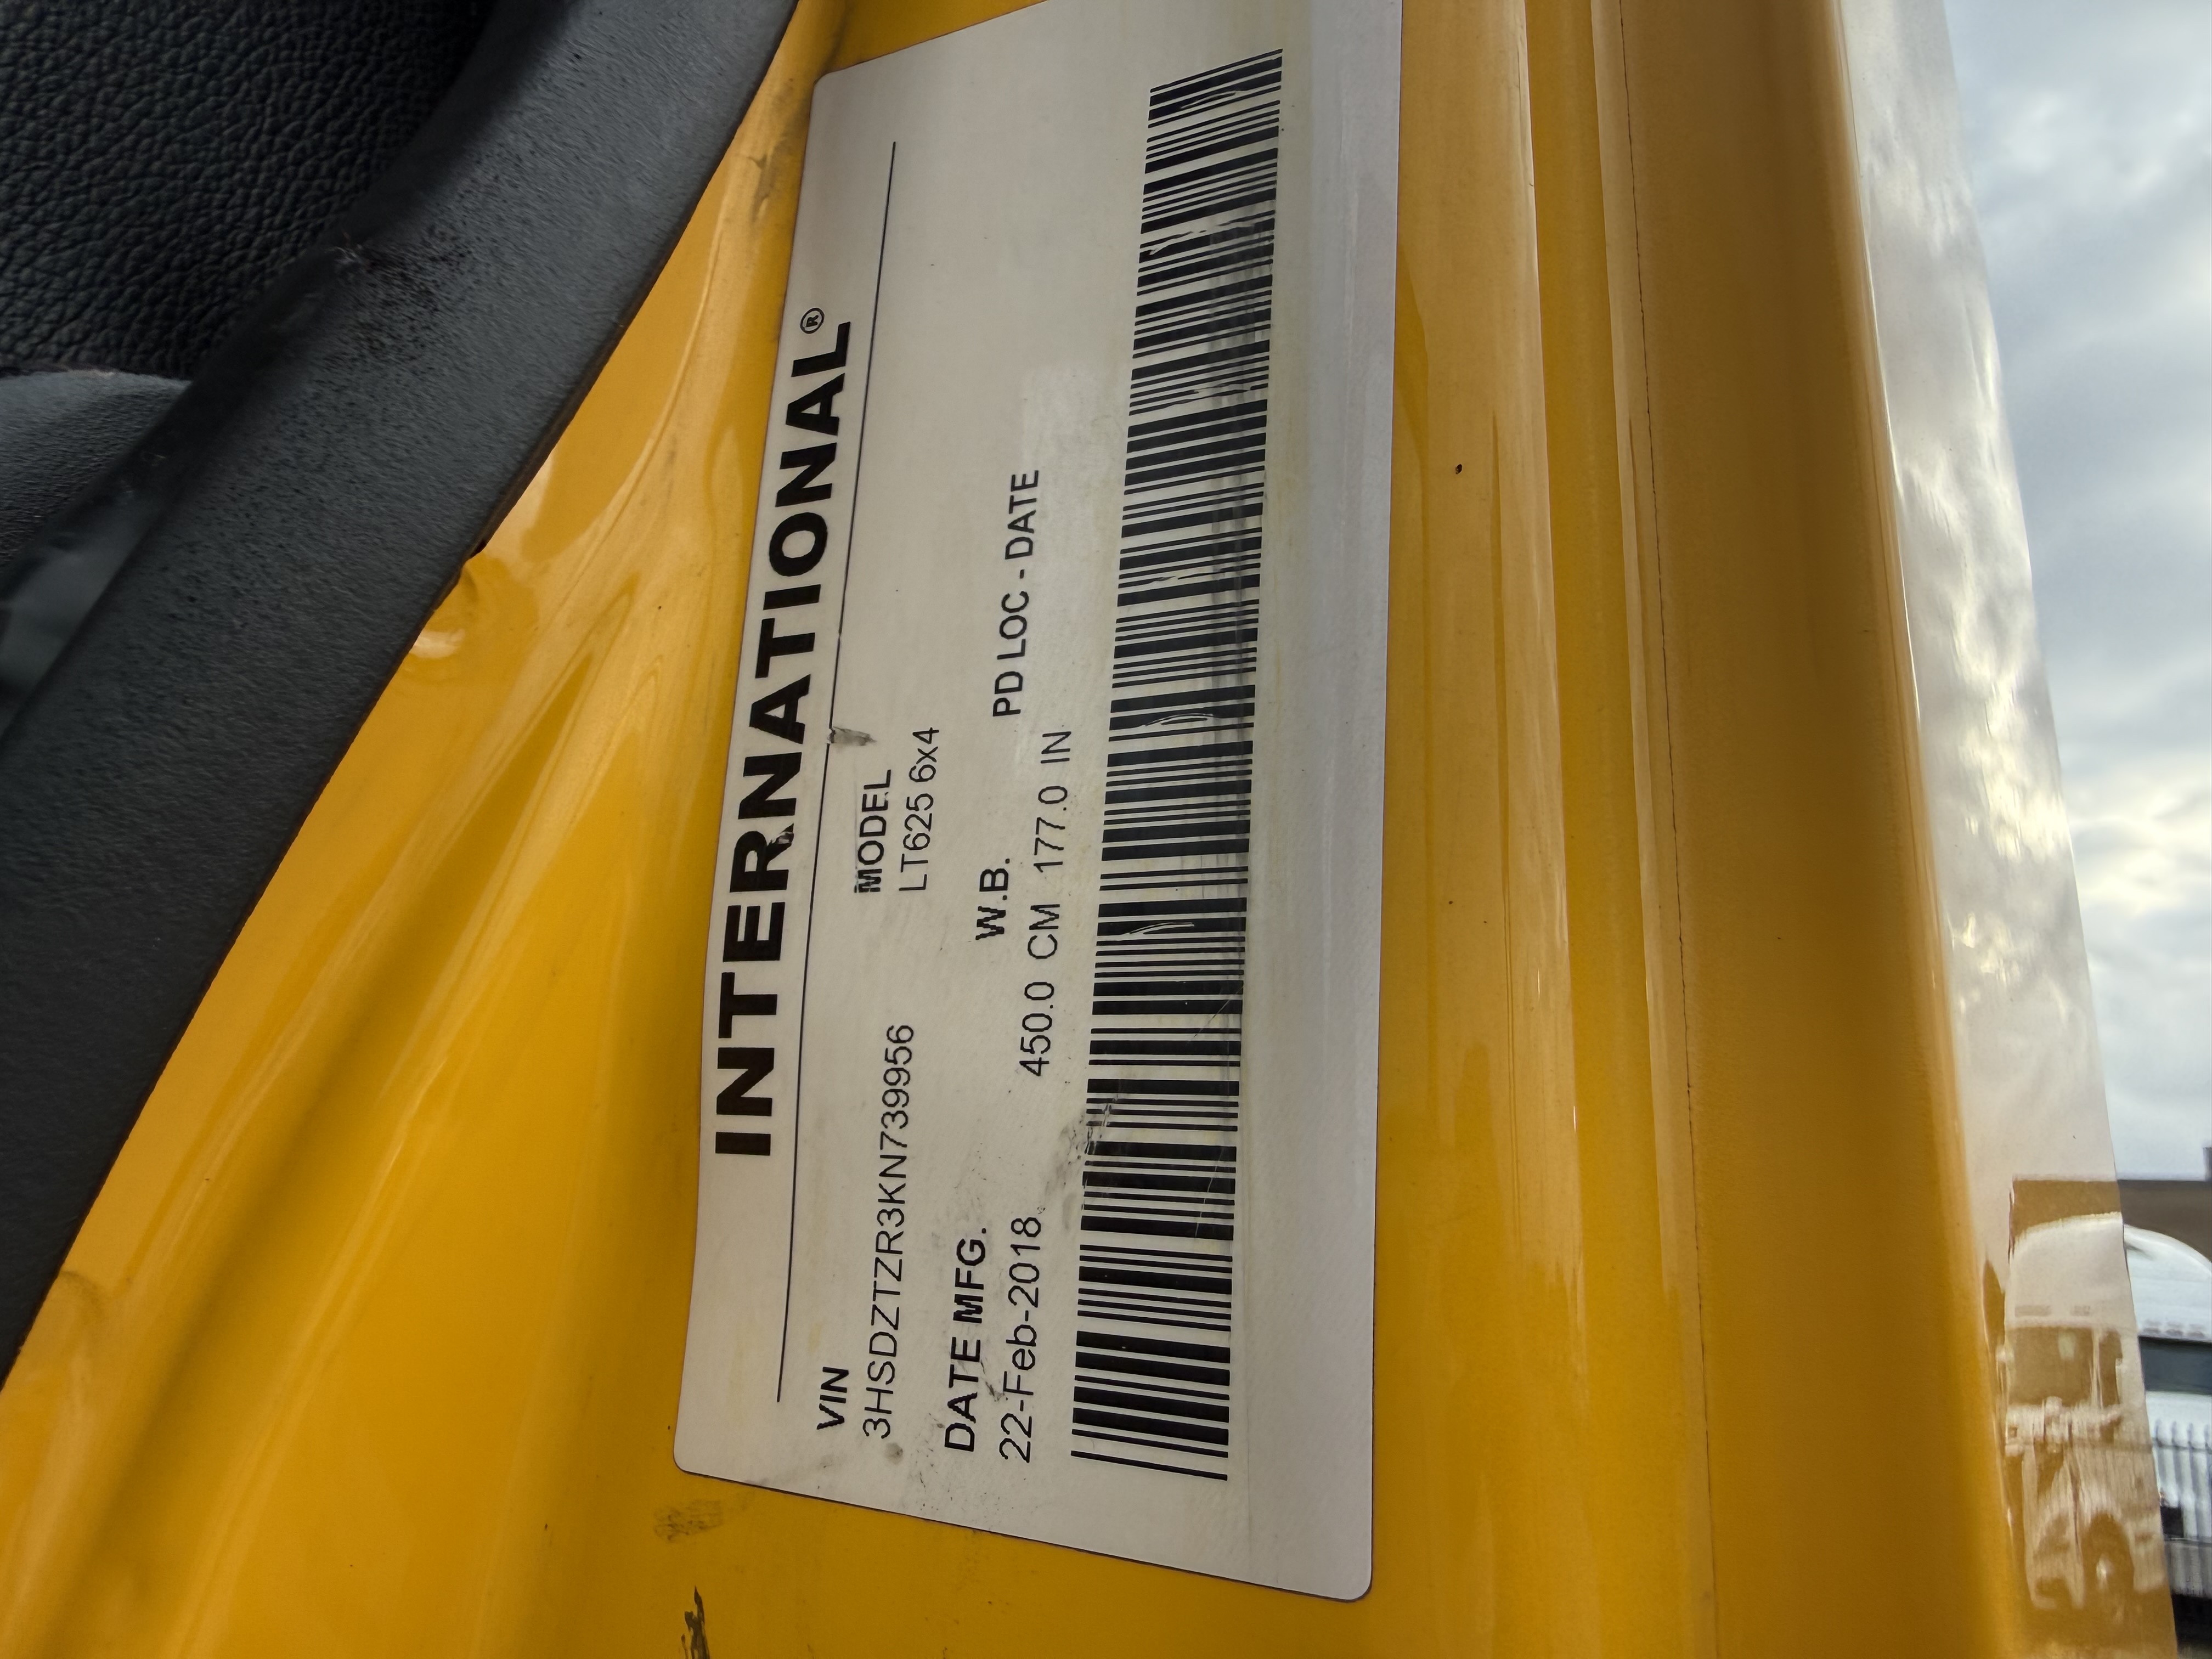 INTERNATIONAL®
VIN MODEL
3HSDZTZR3KN739956 LT625 6x4
DATE MFG. W.B. PD LOC - DATE
22-Feb-2018 450.0 CM 177.0 IN